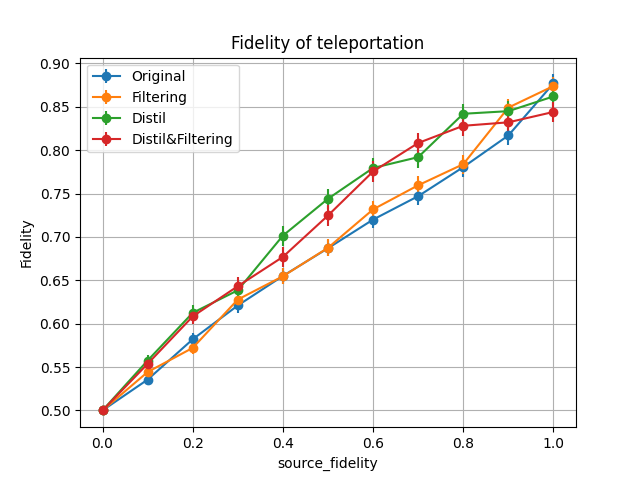 Fidelity of teleportation
Original
Filtering
Distil
Distil&Filtering
Fidelity
0.90
0.85
0.80
0.75
0.70
0.65
0.60
0.55
0.50
0.0 0.2 0.4 0.6 0.8 1.0
source_fidelity